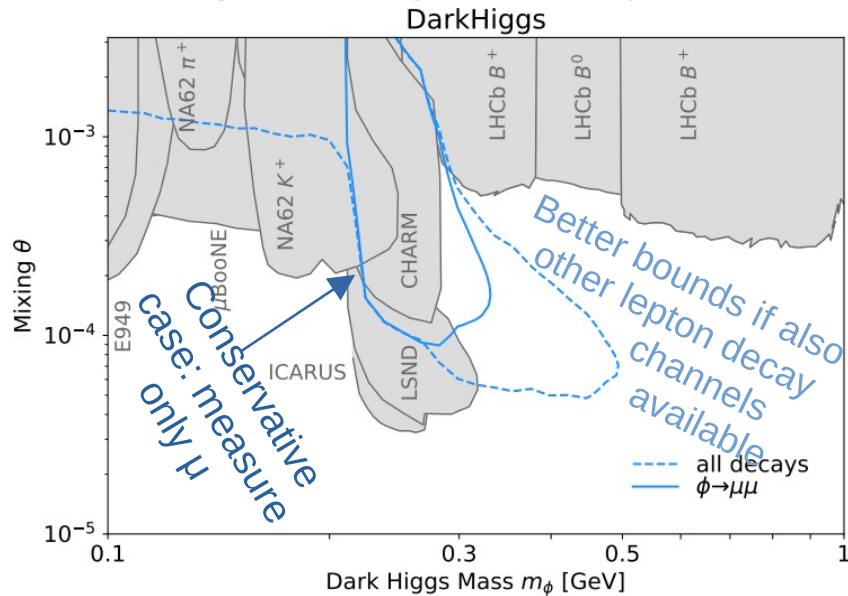 DarkHiggs
NA62 π⁺
NA62 K⁺
LHCb B⁺
LHCb B⁰
LHCb B⁺
CHARM
μBooNE
E949
ICARUS
LSND
Conservative
case: measure
only μ
Better bounds if also
other lepton decay
channels
available
all decays
ϕ→μμ
10⁻³
10⁻⁴
10⁻⁵
Mixing θ
0.1
0.3
0.5
1
Dark Higgs Mass m_ϕ [GeV]